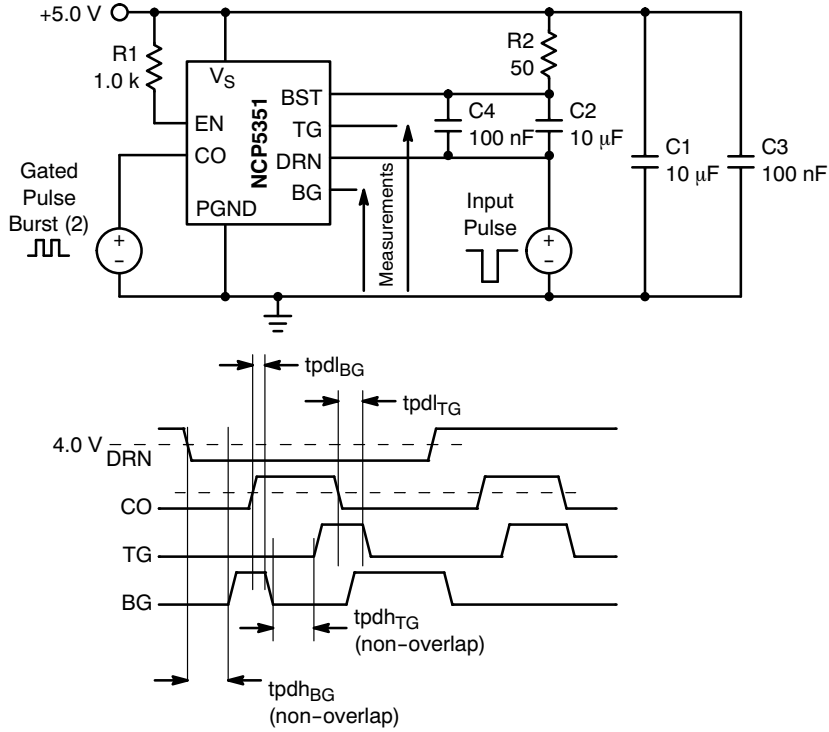 +5.0 V
R1
1.0 k
VS
EN
CO
PGND
NCP5351
BST
TG
DRN
BG
R2
50
C4
100 nF
C2
10 μF
C1
10 μF
C3
100 nF
Gated
Pulse
Burst (2)
+
−
Measurements
Input
Pulse
+
−
tpdlBG
tpdlTG
4.0 V
DRN
CO
TG
BG
tpdhTG
(non−overlap)
tpdhBG
(non−overlap)